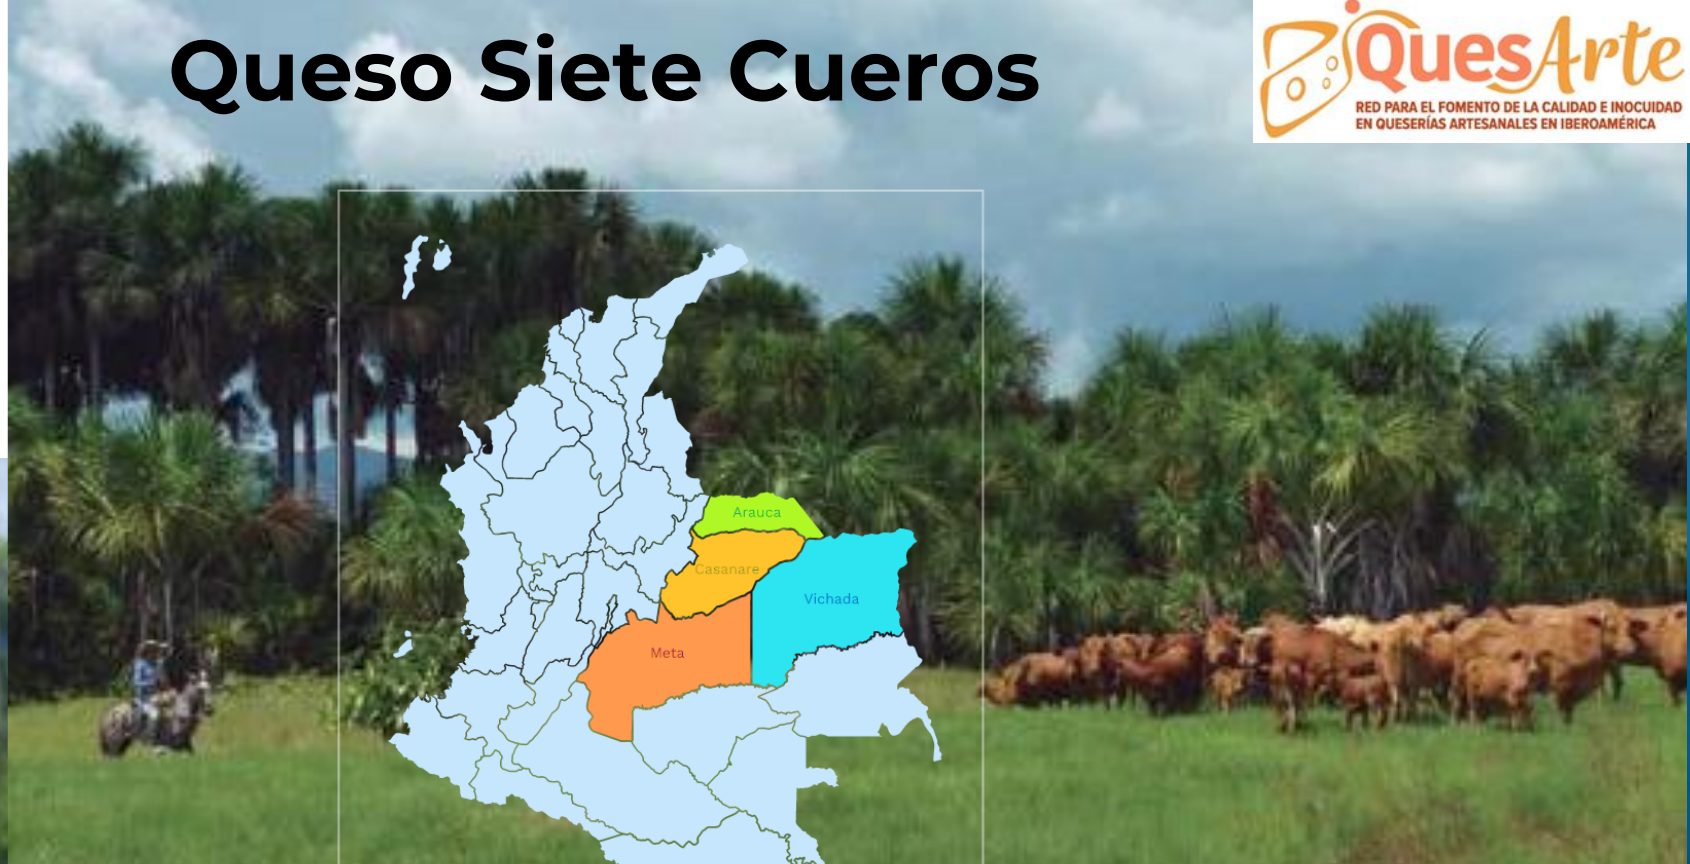 Queso Siete Cueros
QuesArte
RED PARA EL FOMENTO DE LA CALIDAD E INOCUIDAD
EN QUESERÍAS ARTESANALES EN IBEROAMÉRICA
Arauca
Casanare
Vichada
Meta